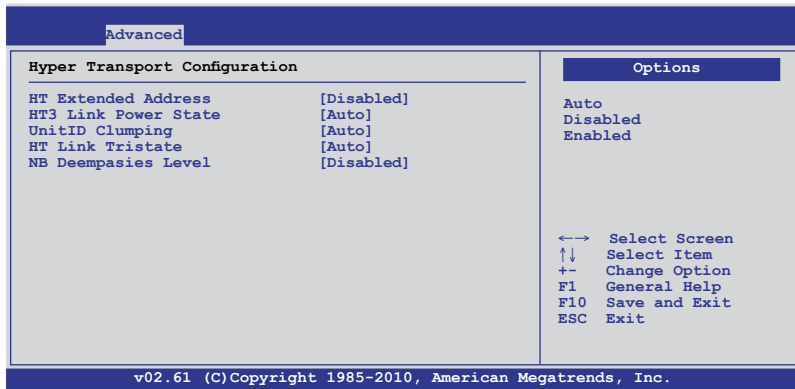 Advanced
Hyper Transport Configuration
HT Extended Address [Disabled]
HT3 Link Power State [Auto]
UnitID Clumping [Auto]
HT Link Tristate [Auto]
NB Deempasies Level [Disabled]
Options
Auto
Disabled
Enabled
←→ Select Screen
↑↓ Select Item
+- Change Option
F1 General Help
F10 Save and Exit
ESC Exit
v02.61 (C)Copyright 1985-2010, American Megatrends, Inc.